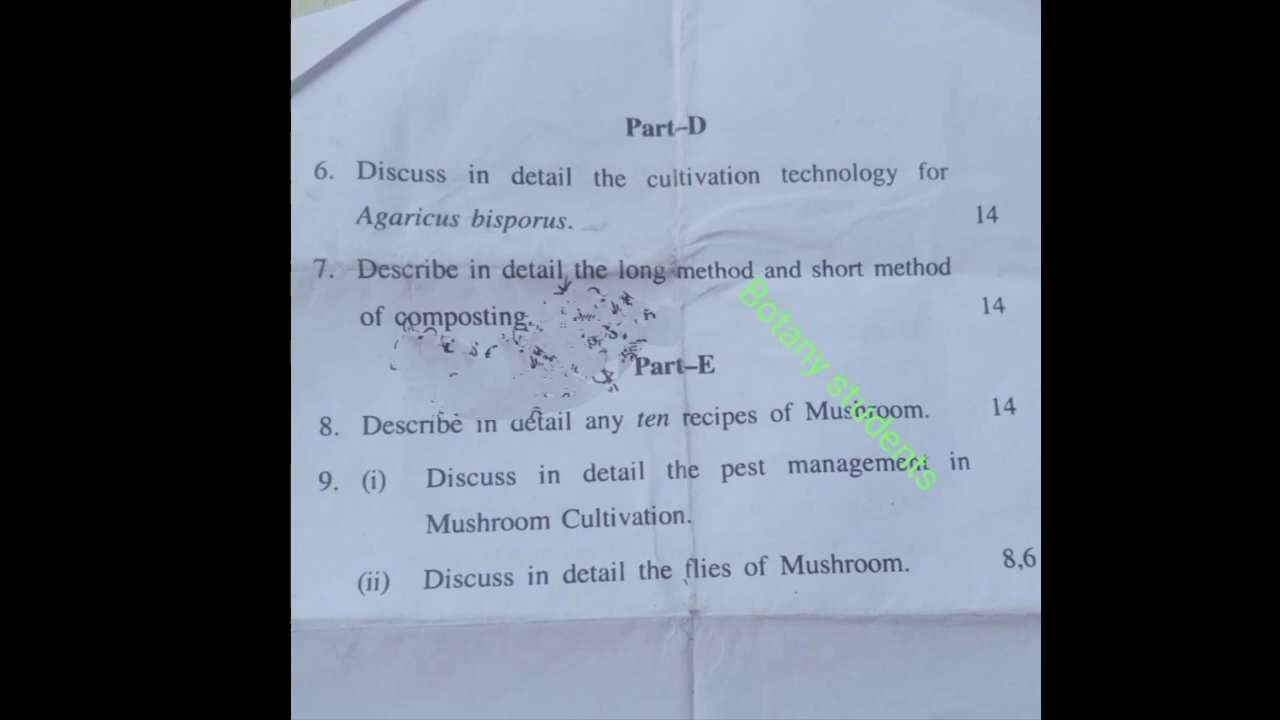 Part–D
6. Discuss in detail the cultivation technology for
Agaricus bisporus. 14
7. Describe in detail the long method and short method
of composting. 14
Part–E
8. Describe in detail any ten recipes of Mushroom. 14
9. (i) Discuss in detail the pest management in
Mushroom Cultivation.
(ii) Discuss in detail the flies of Mushroom. 8,6
Botany students